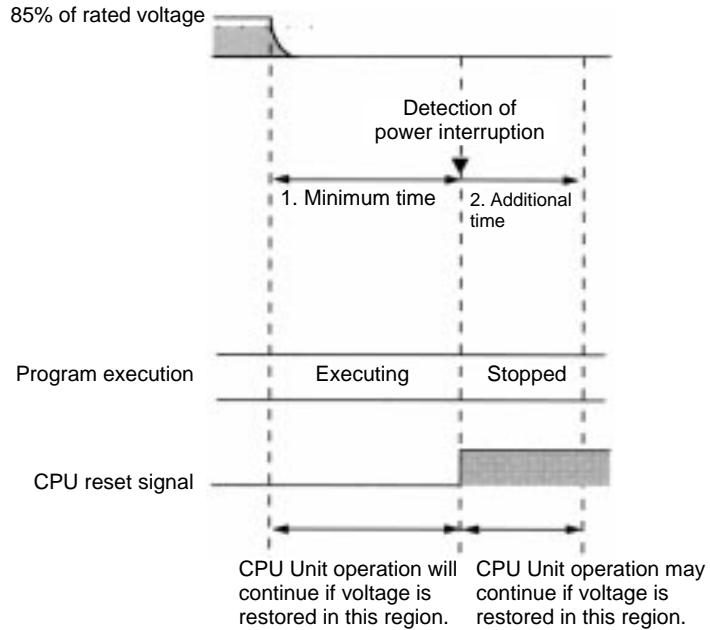 85% of rated voltage
Detection of
power interruption
1. Minimum time
2. Additional
time
Program execution
Executing
Stopped
CPU reset signal
CPU Unit operation will
continue if voltage is
restored in this region.
CPU Unit operation may
continue if voltage is
restored in this region.